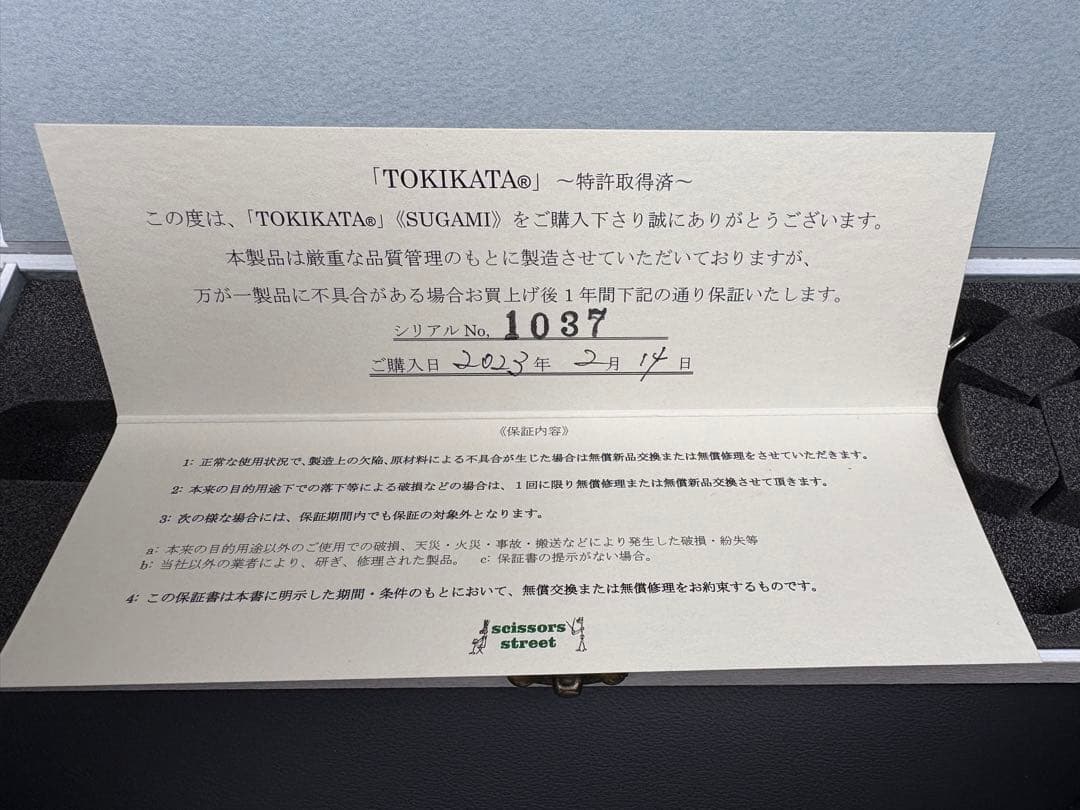 「TOKIKATA®」 ～特許取得済～
この度は、「TOKIKATA®」《SUGAMI》をご購入下さり誠にありがとうございます。
本製品は厳重な品質管理のもとに製造させていただいておりますが、
万が一製品に不具合がある場合お買上げ後１年間下記の通り保証いたします。
シリアル No, 1037
ご購入日 2023 年 2 月 14 日
《保証内容》
1: 正常な使用状況で、製造上の欠陥、原材料による不具合が生じた場合は無償新品交換または無償修理をさせていただきます。
2: 本来の目的用途下での落下等による破損などの場合は、１回に限り無償修理または無償新品交換させて頂きます。
3: 次の様な場合には、保証期間内でも保証の対象外となります。
a: 本来の目的用途以外のご使用での破損、天災・火災・事故・搬送などにより発生した破損・紛失等
b: 当社以外の業者により、研ぎ、修理された製品。 c: 保証書の提示がない場合。
4: この保証書は本書に明示した期間・条件のもとにおいて、無償交換または無償修理をお約束するものです。
scissors
street